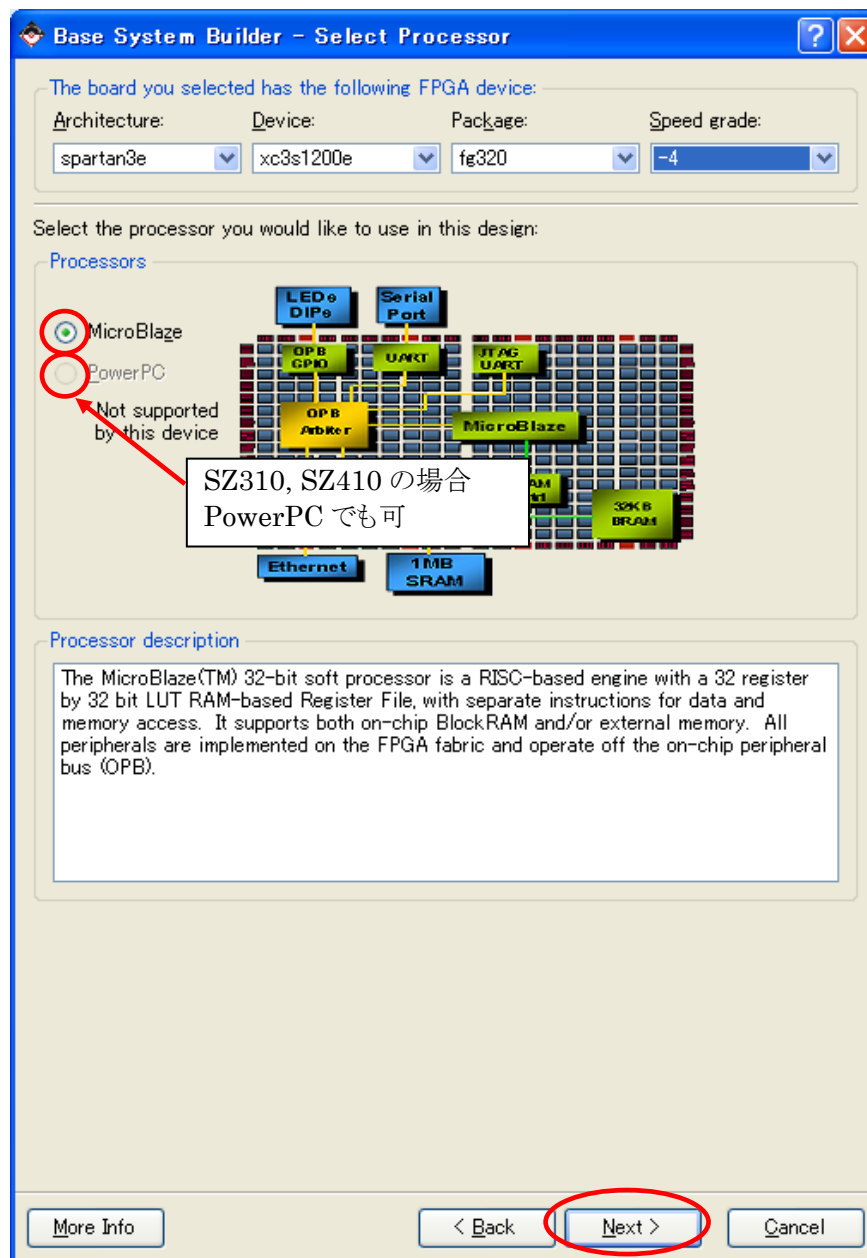 Base System Builder - Select Processor
The board you selected has the following FPGA device:
Architecture: Device: Package: Speed grade:
spartan3e xc3s1200e fg320 -4
Select the processor you would like to use in this design:
Processors
LEDs
DIPs
Serial
Port
MicroBlaze
OPB
GPIO
UART
JTAG
UART
PowerPC
Not supported
by this device
OPB
Arbiter
MicroBlaze
SZ310, SZ410 の場合
PowerPC でも可
32KB
BRAM
Ethernet
1MB
SRAM
Processor description
The MicroBlaze(TM) 32-bit soft processor is a RISC-based engine with a 32 register
by 32 bit LUT RAM-based Register File, with separate instructions for data and
memory access. It supports both on-chip BlockRAM and/or external memory. All
peripherals are implemented on the FPGA fabric and operate off the on-chip peripheral
bus (OPB).
More Info < Back Next > Cancel